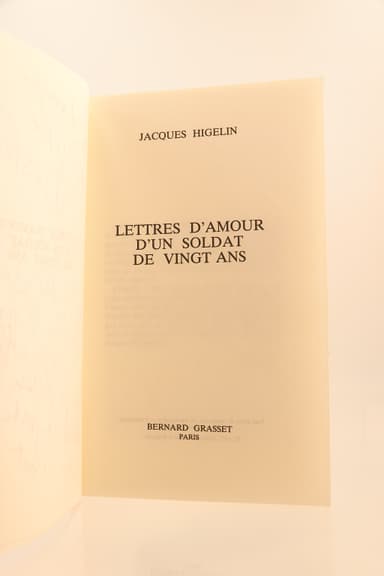 JACQUES HIGELIN
LETTRES D'AMOUR
D'UN SOLDAT
DE VINGT ANS
BERNARD GRASSET
PARIS